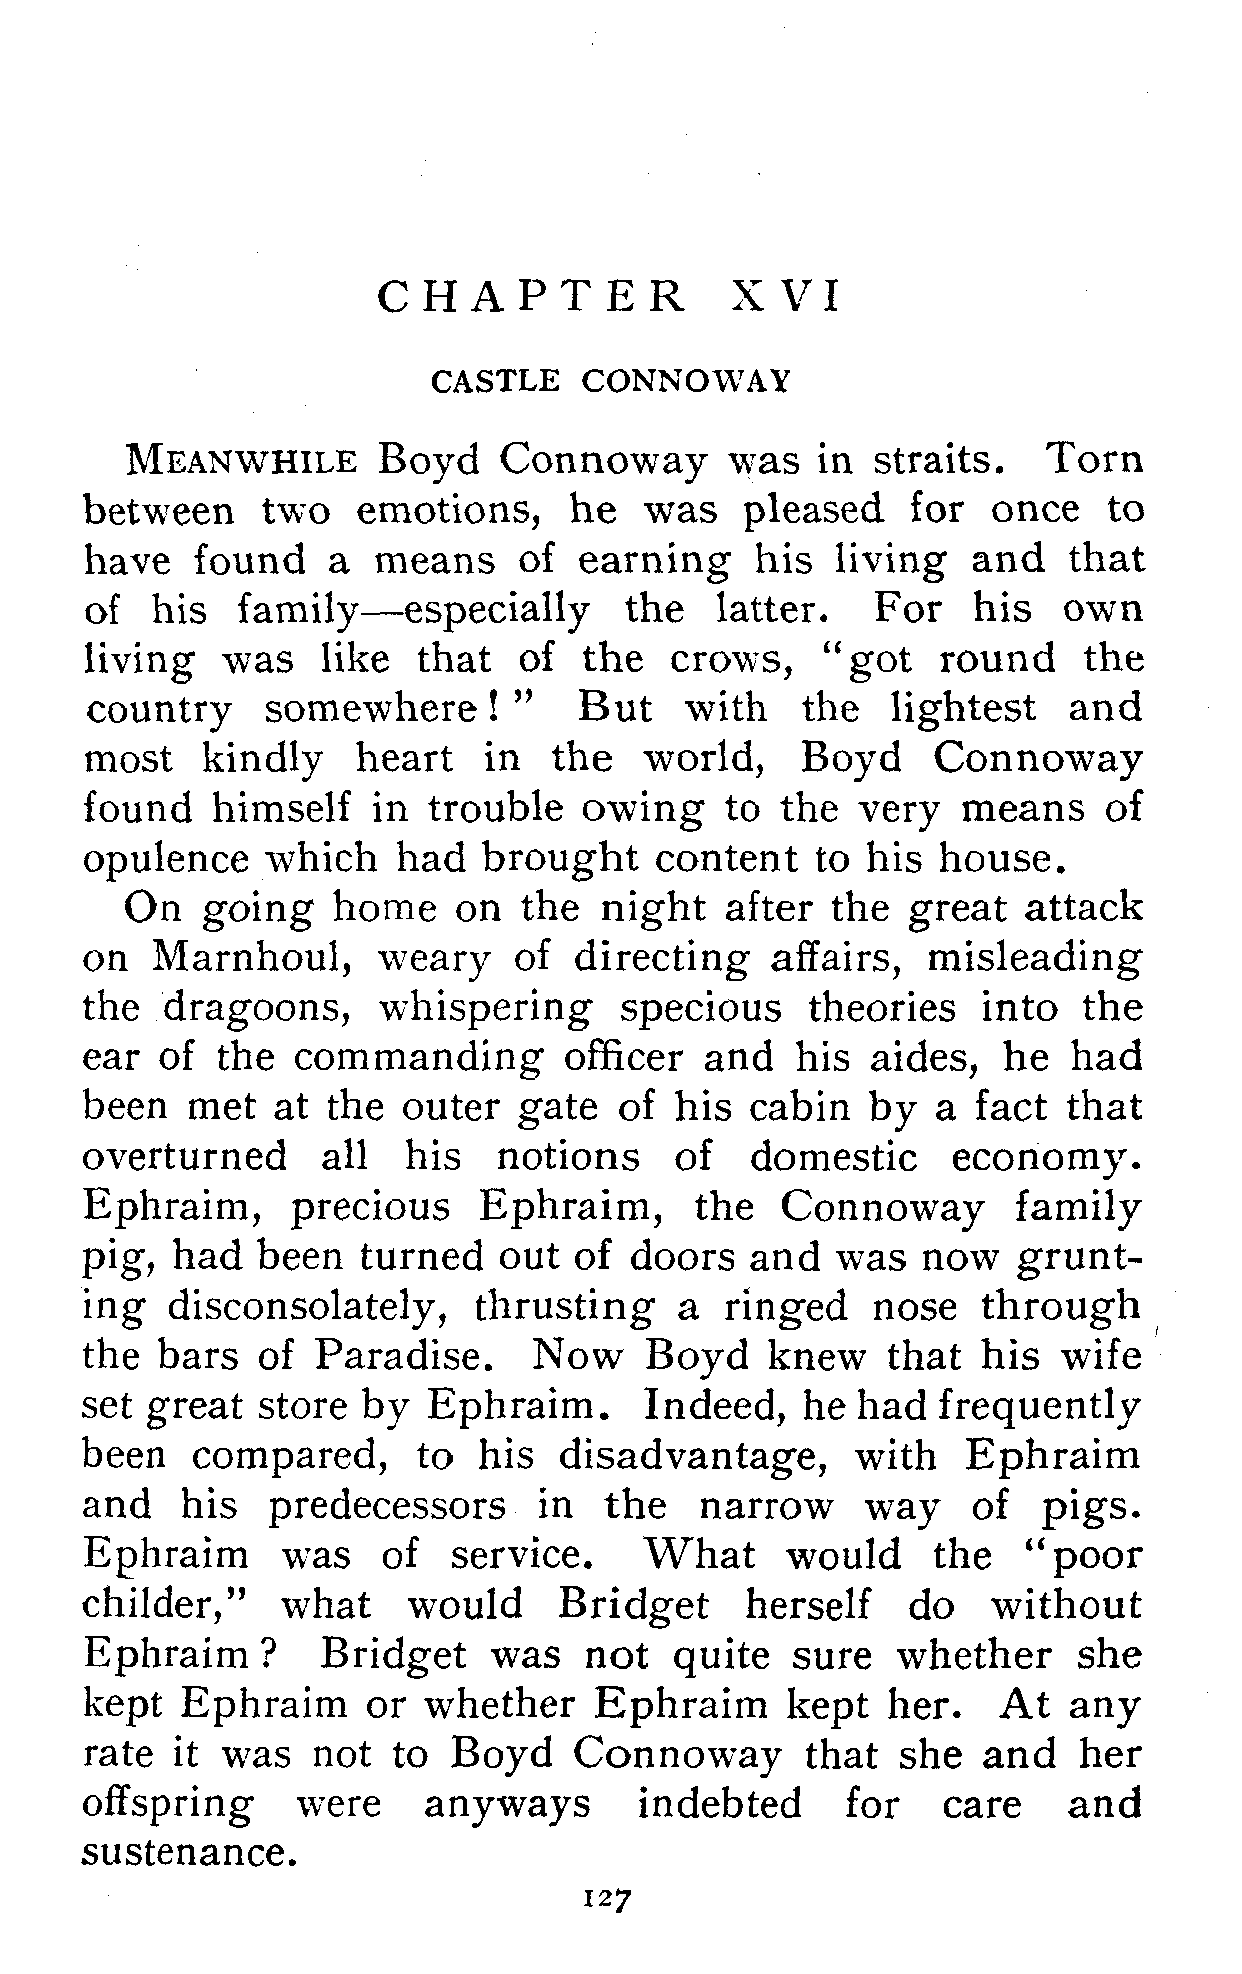 CHAPTER XVI
CASTLE CONNOWAY
MEANWHILE Boyd Connoway was in straits. Torn
between two emotions, he was pleased for once to
have found a means of earning his living and that
of his family—especially the latter. For his own
living was like that of the crows, "got round the
country somewhere!" But with the lightest and
most kindly heart in the world, Boyd Connoway
found himself in trouble owing to the very means of
opulence which had brought content to his house.
On going home on the night after the great attack
on Marnhoul, weary of directing affairs, misleading
the dragoons, whispering specious theories into the
ear of the commanding officer and his aides, he had
been met at the outer gate of his cabin by a fact that
overturned all his notions of domestic economy.
Ephraim, precious Ephraim, the Connoway family
pig, had been turned out of doors and was now grunt-
ing disconsolately, thrusting a ringed nose through
the bars of Paradise. Now Boyd knew that his wife
set great store by Ephraim. Indeed, he had frequently
been compared, to his disadvantage, with Ephraim
and his predecessors in the narrow way of pigs.
Ephraim was of service. What would the "poor
childer," what would Bridget herself do without
Ephraim? Bridget was not quite sure whether she
kept Ephraim or whether Ephraim kept her. At any
rate it was not to Boyd Connoway that she and her
offspring were anyways indebted for care and
sustenance.
127